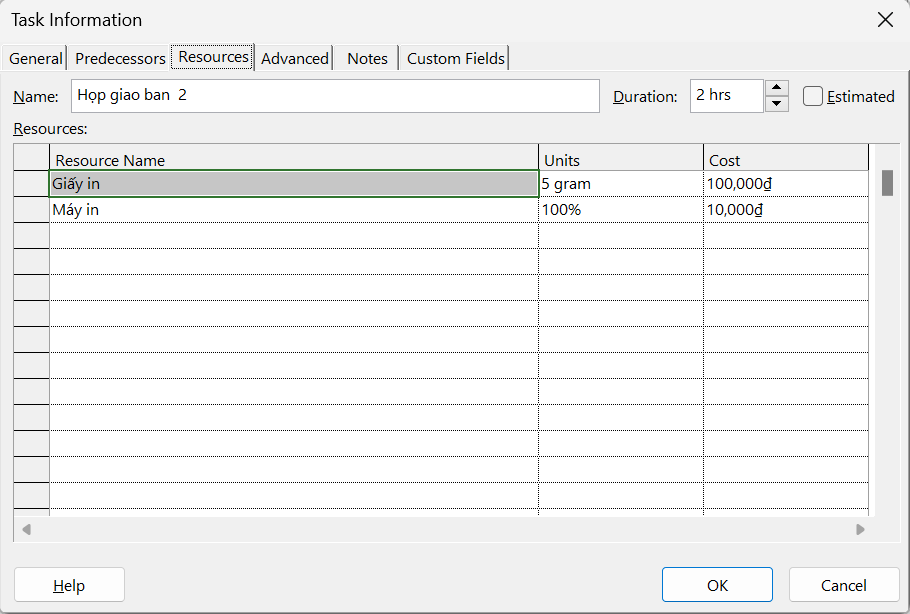 Task Information
General Predecessors Resources Advanced Notes Custom Fields
Name: Họp giao ban  2 Duration: 2 hrs Estimated
Resources:
Resource Name Units Cost
Giấy in 5 gram 100,000₫
Máy in 100% 10,000₫
Help OK Cancel